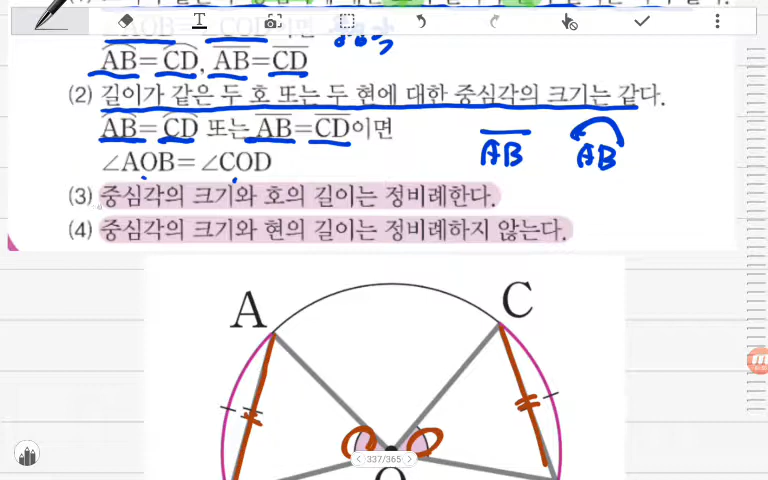 ∠AOB = ∠COD이면
AB=CD, AB=CD
(2) 길이가 같은 두 호 또는 두 현에 대한 중심각의 크기는 같다.
AB=CD 또는 AB=CD이면
AB AB
∠AOB=∠COD
(3) 중심각의 크기와 호의 길이는 정비례한다.
(4) 중심각의 크기와 현의 길이는 정비례하지 않는다.
A
C
337/365
O